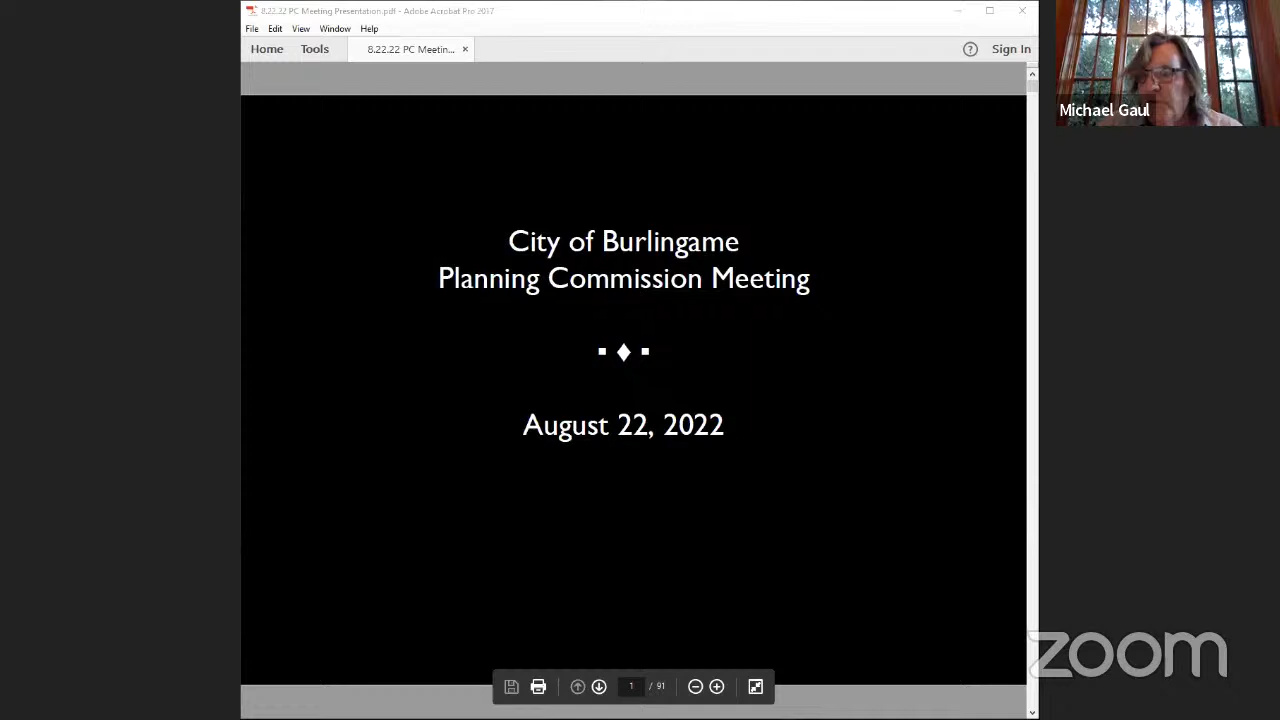 8.22.22 PC Meeting Presentation.pdf - Adobe Acrobat Pro 2017
File Edit View Window Help
Home Tools 8.22.22 PC Meetin... × ? Sign In
Michael Gaul
City of Burlingame
Planning Commission Meeting
August 22, 2022
1 / 91
zoom